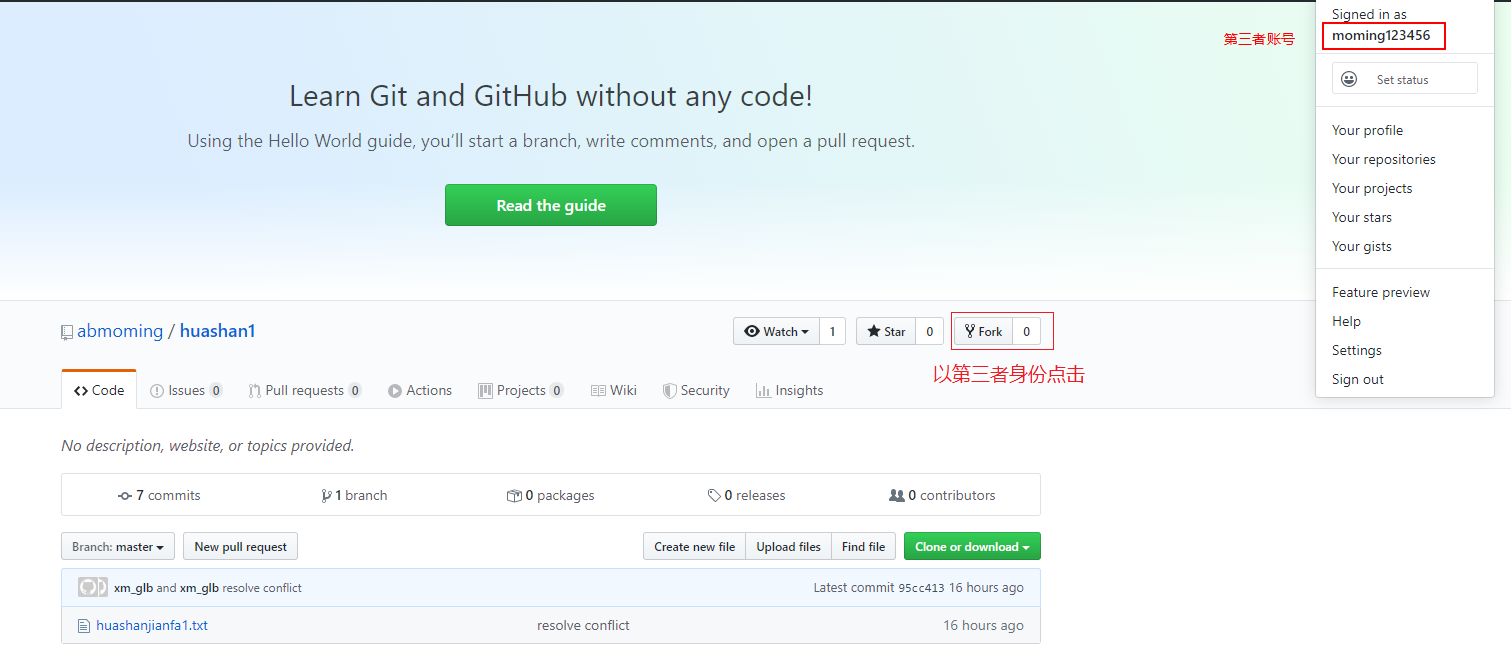 Signed in as
第三者账号
moming123456
Set status
Learn Git and GitHub without any code!
Using the Hello World guide, you’ll start a branch, write comments, and open a pull request.
Read the guide
Your profile
Your repositories
Your projects
Your stars
Your gists
Feature preview
Help
Settings
Sign out
abmoming / huashan1
Watch 1 Star 0 Fork 0
以第三者身份点击
Code Issues 0 Pull requests 0 Actions Projects 0 Wiki Security Insights
No description, website, or topics provided.
7 commits 1 branch 0 packages 0 releases 0 contributors
Branch: master New pull request Create new file Upload files Find file Clone or download
xm_glb and xm_glb resolve conflict Latest commit 95cc413 16 hours ago
huashanjianfa1.txt resolve conflict 16 hours ago